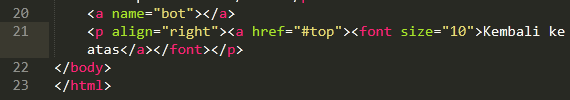 20 <a name="bot"></a>
21 <p align="right"><a href="#top"><font size="10">Kembali ke
atas</a></font></p>
22 </body>
23 </html>